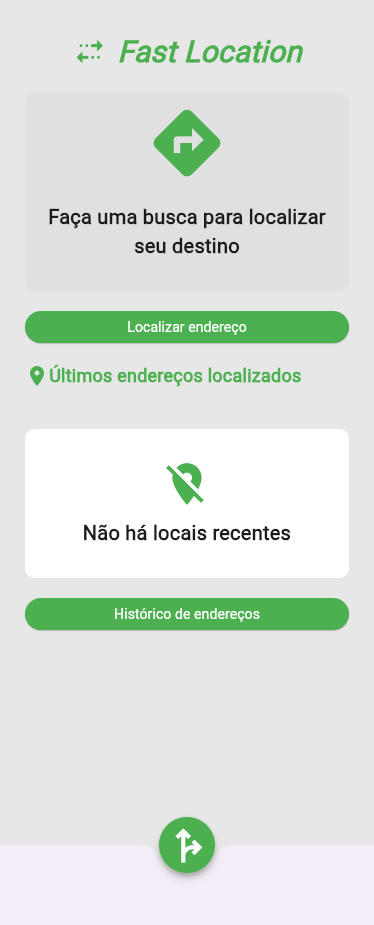 Fast Location
Faça uma busca para localizar
seu destino
Localizar endereço
Últimos endereços localizados
Não há locais recentes
Histórico de endereços